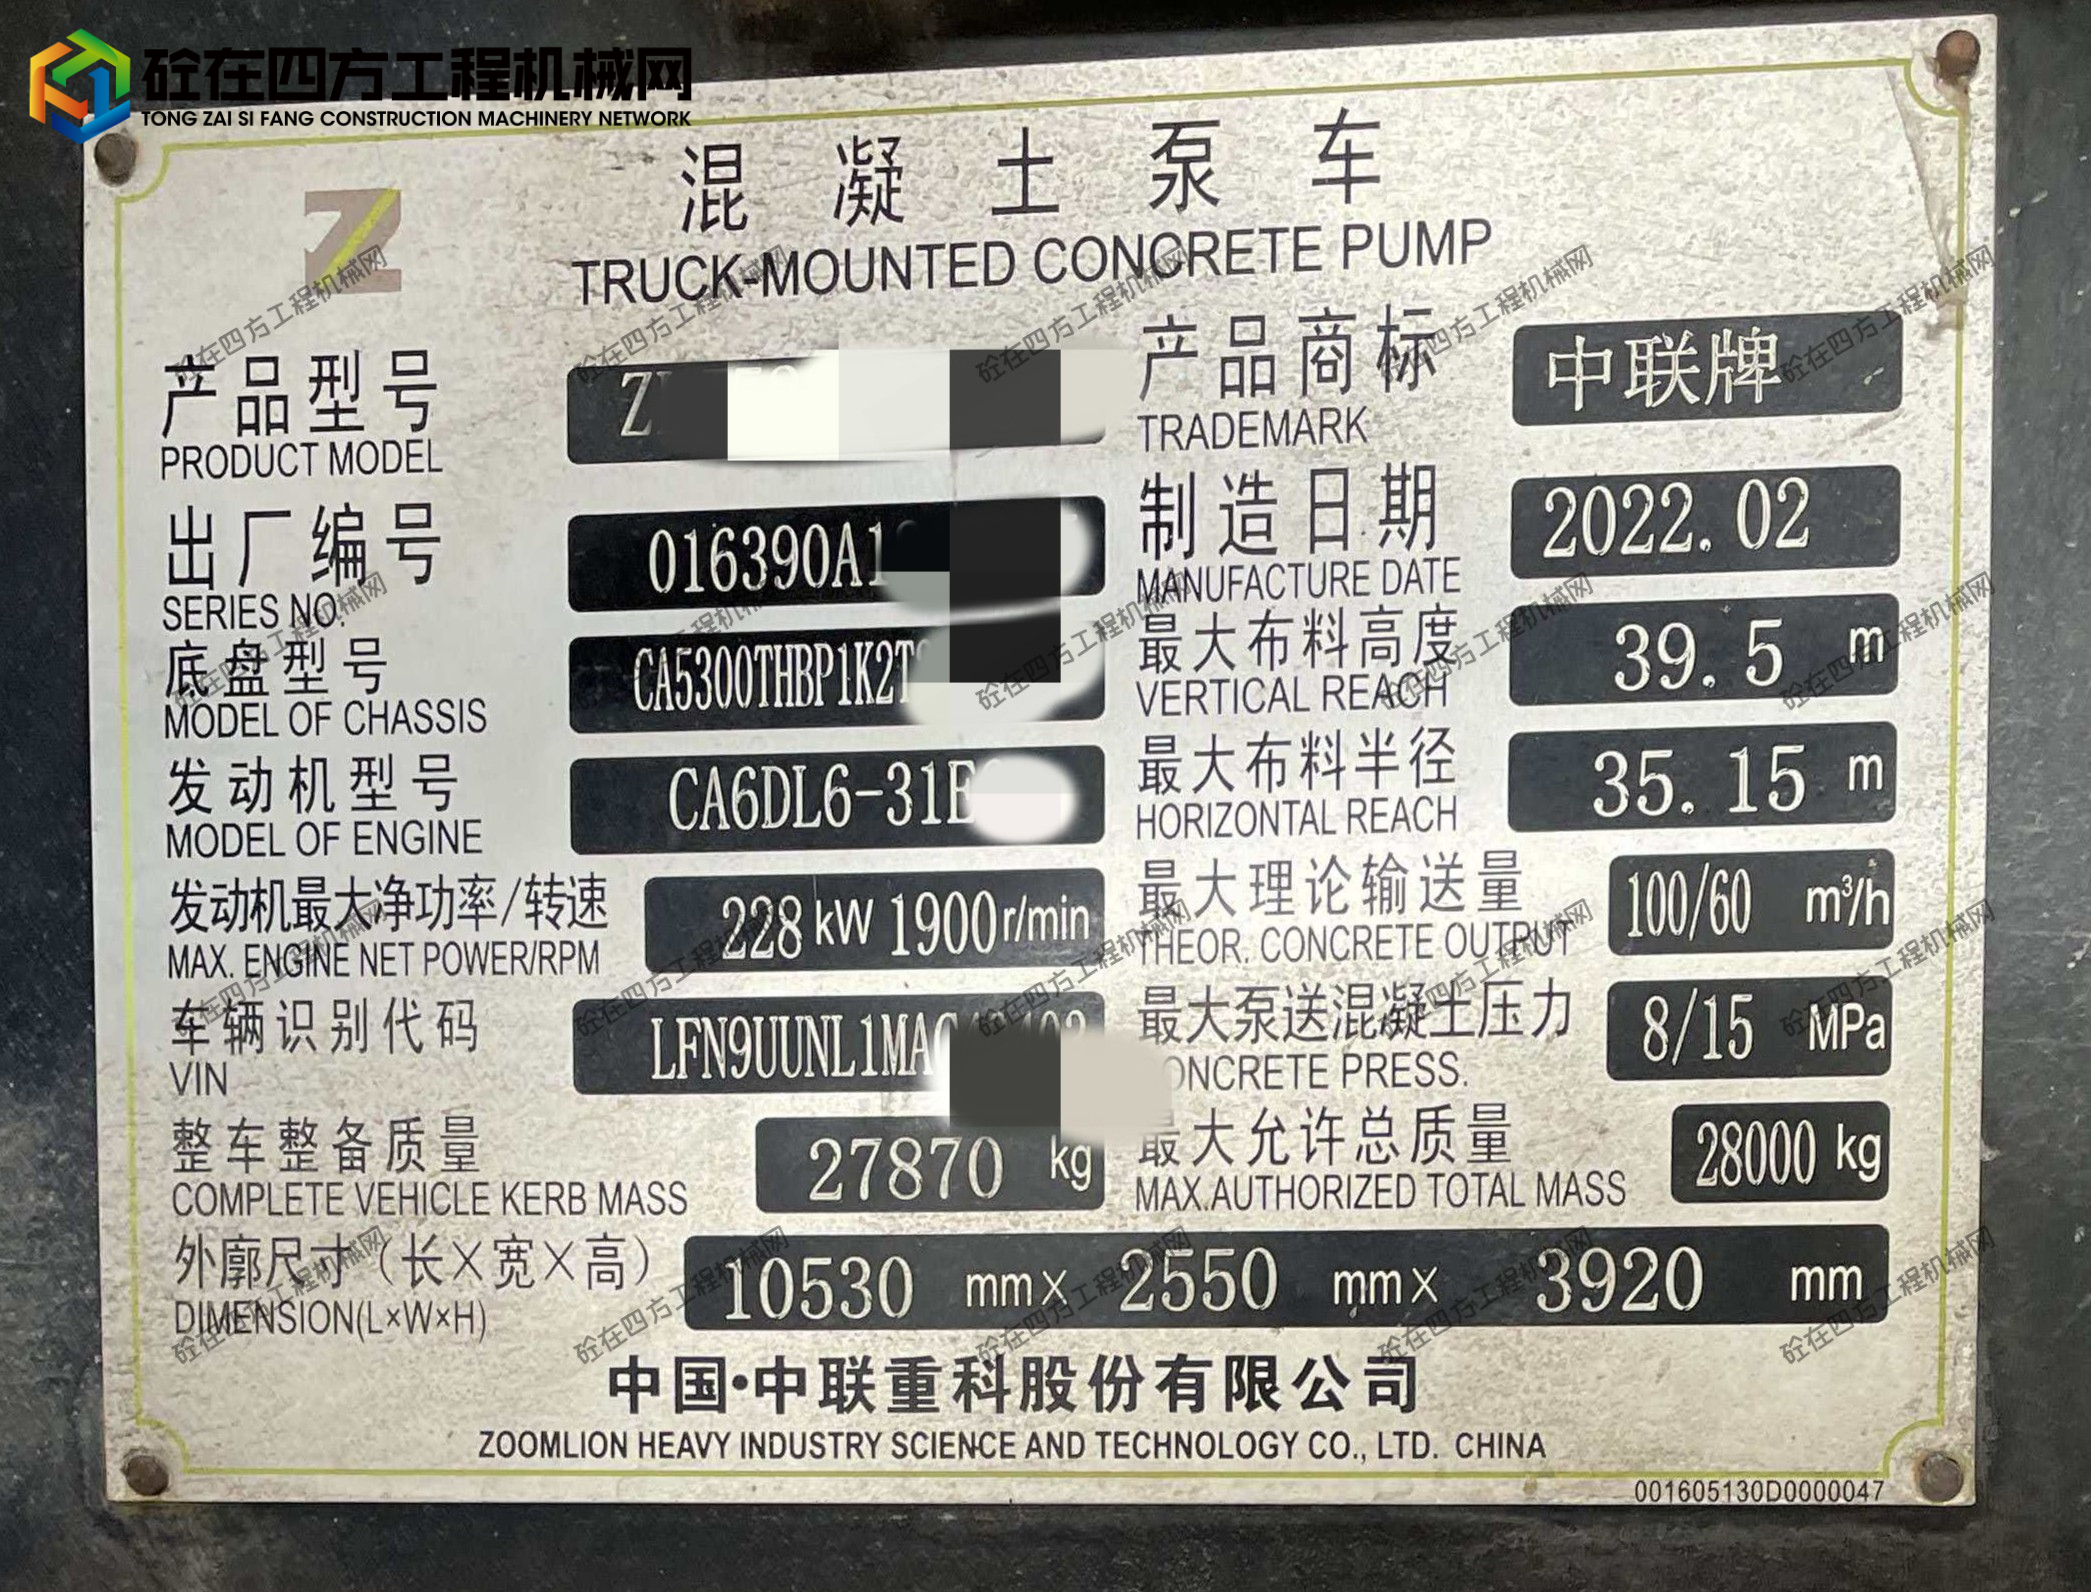 砼在四方工程机械网
TONG ZAI SI FANG CONSTRUCTION MACHINERY NETWORK
混凝土泵车
TRUCK-MOUNTED CONCRETE PUMP
产品型号 Z
PRODUCT MODEL
产品商标 中联牌
TRADEMARK
出厂编号 016390A1
SERIES NO.
制造日期 2022.02
MANUFACTURE DATE
底盘型号 CA5300THBP1K2T
MODEL OF CHASSIS
最大布料高度 39.5 m
VERTICAL REACH
发动机型号 CA6DL6-31E
MODEL OF ENGINE
最大布料半径 35.15 m
HORIZONTAL REACH
发动机最大净功率/转速 228 kW 1900 r/min
MAX. ENGINE NET POWER/RPM
最大理论输送量 100/60 m³/h
THEOR. CONCRETE OUTPUT
车辆识别代码 LFN9UUNL1MA
VIN
最大泵送混凝土压力 8/15 MPa
CONCRETE PRESS.
整车整备质量 27870 kg
COMPLETE VEHICLE KERB MASS
最大允许总质量 28000 kg
MAX.AUTHORIZED TOTAL MASS
外廓尺寸（长×宽×高） 10530 mm× 2550 mm× 3920 mm
DIMENSION(L×W×H)
中国·中联重科股份有限公司
ZOOMLION HEAVY INDUSTRY SCIENCE AND TECHNOLOGY CO., LTD. CHINA
001605130D0000047